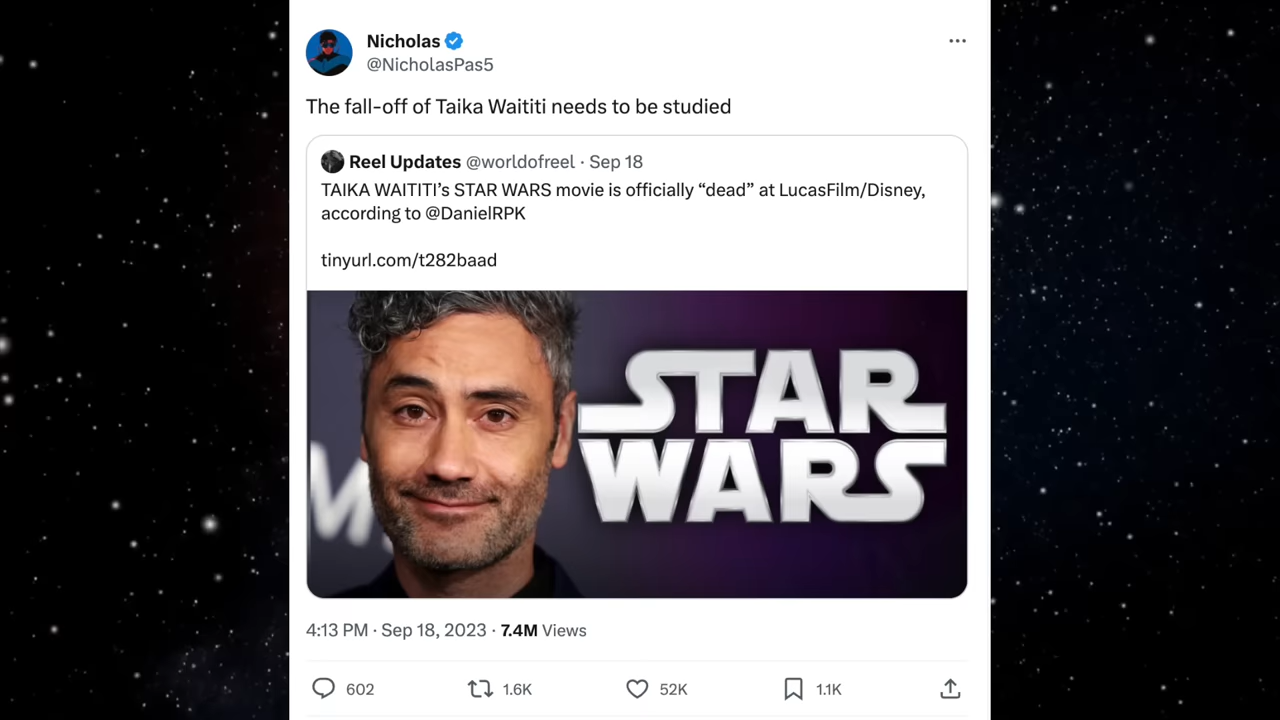 Nicholas
@NicholasPas5
The fall-off of Taika Waititi needs to be studied
Reel Updates @worldofreel · Sep 18
TAIKA WAITITI’s STAR WARS movie is officially “dead” at LucasFilm/Disney,
according to @DanielRPK
tinyurl.com/t282baad
STAR
WARS
4:13 PM · Sep 18, 2023 · 7.4M Views
602 1.6K 52K 1.1K